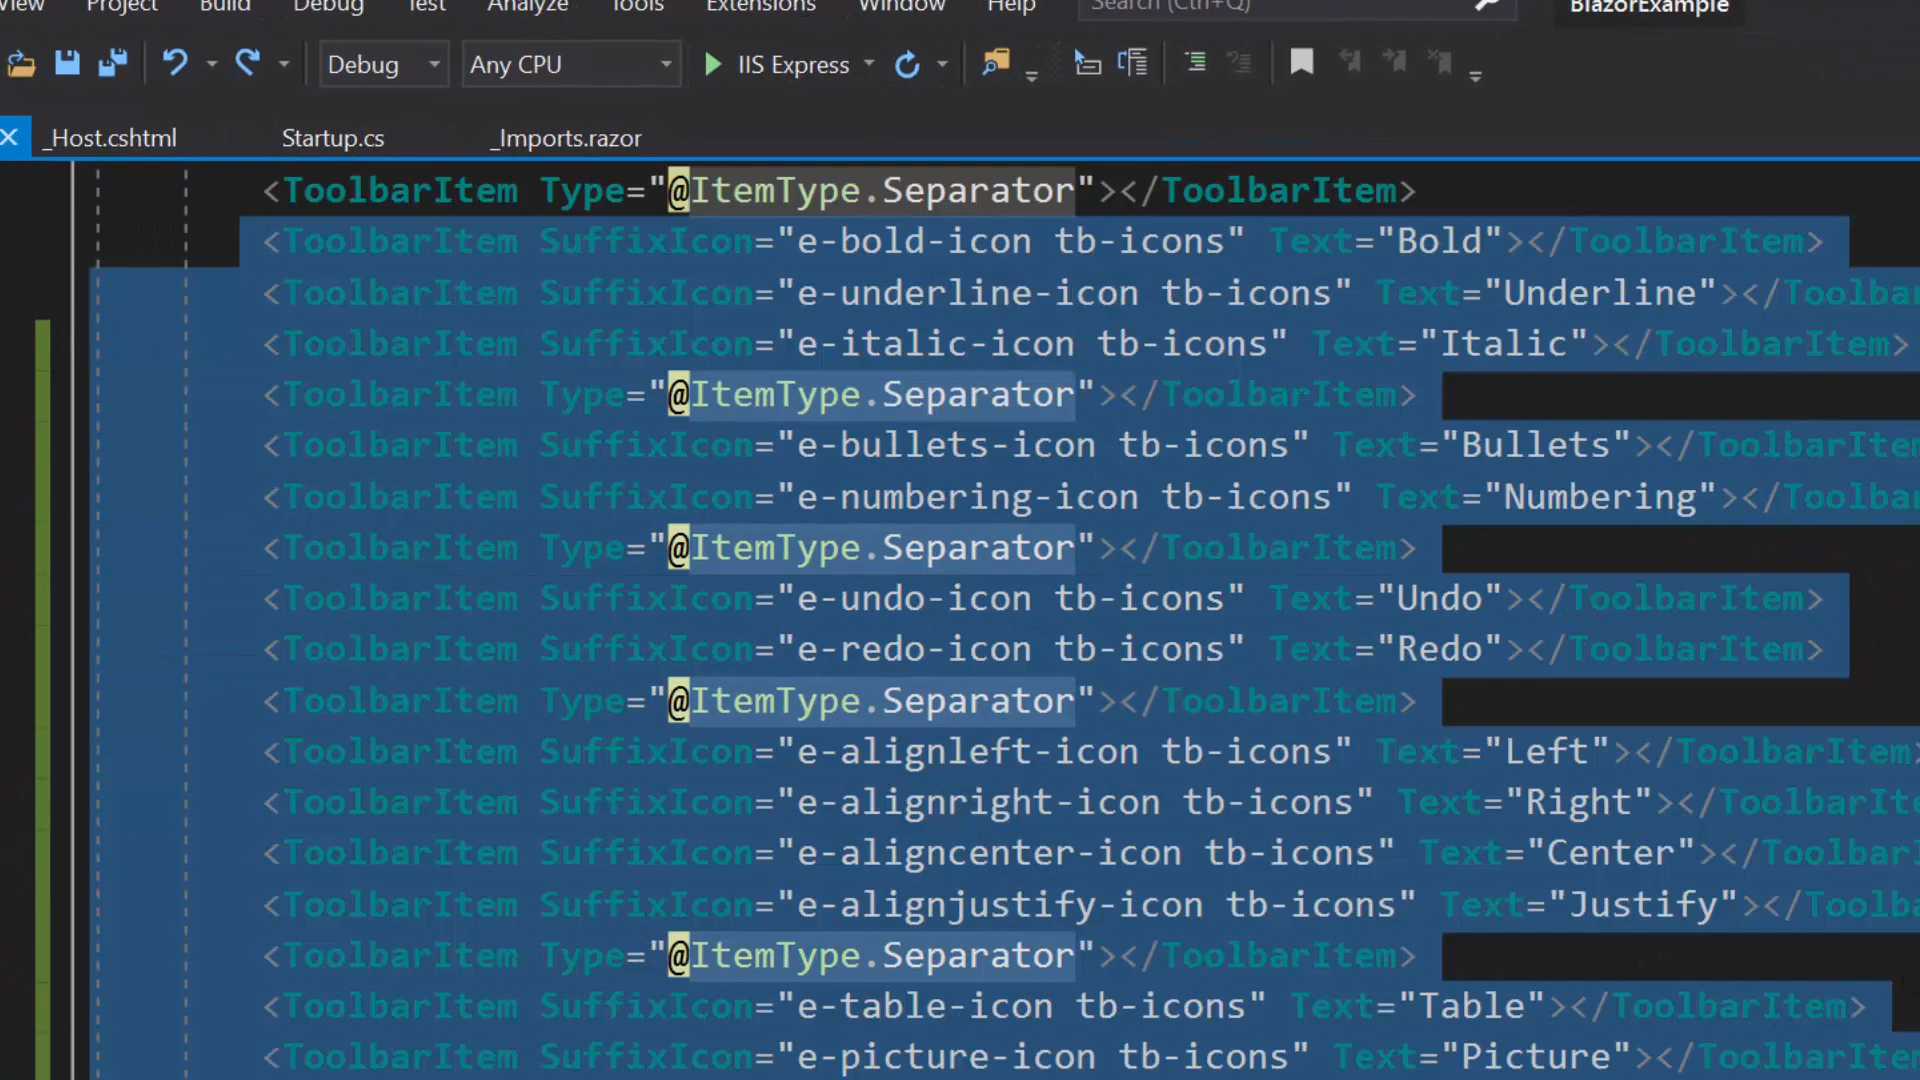 View Project Build Debug Test Analyze Tools Extensions Window Help Search (Ctrl+Q) BlazorExample
Debug Any CPU IIS Express
_Host.cshtml Startup.cs _Imports.razor
<ToolbarItem Type="@ItemType.Separator"></ToolbarItem>
<ToolbarItem SuffixIcon="e-bold-icon tb-icons" Text="Bold"></ToolbarItem>
<ToolbarItem SuffixIcon="e-underline-icon tb-icons" Text="Underline"></Toolba
<ToolbarItem SuffixIcon="e-italic-icon tb-icons" Text="Italic"></ToolbarItem>
<ToolbarItem Type="@ItemType.Separator"></ToolbarItem>
<ToolbarItem SuffixIcon="e-bullets-icon tb-icons" Text="Bullets"></ToolbarItem
<ToolbarItem SuffixIcon="e-numbering-icon tb-icons" Text="Numbering"></Toolba
<ToolbarItem Type="@ItemType.Separator"></ToolbarItem>
<ToolbarItem SuffixIcon="e-undo-icon tb-icons" Text="Undo"></ToolbarItem>
<ToolbarItem SuffixIcon="e-redo-icon tb-icons" Text="Redo"></ToolbarItem>
<ToolbarItem Type="@ItemType.Separator"></ToolbarItem>
<ToolbarItem SuffixIcon="e-alignleft-icon tb-icons" Text="Left"></ToolbarItem>
<ToolbarItem SuffixIcon="e-alignright-icon tb-icons" Text="Right"></ToolbarIte
<ToolbarItem SuffixIcon="e-aligncenter-icon tb-icons" Text="Center"></ToolbarI
<ToolbarItem SuffixIcon="e-alignjustify-icon tb-icons" Text="Justify"></Toolba
<ToolbarItem Type="@ItemType.Separator"></ToolbarItem>
<ToolbarItem SuffixIcon="e-table-icon tb-icons" Text="Table"></ToolbarItem>
<ToolbarItem SuffixIcon="e-picture-icon tb-icons" Text="Picture"></ToolbarItem